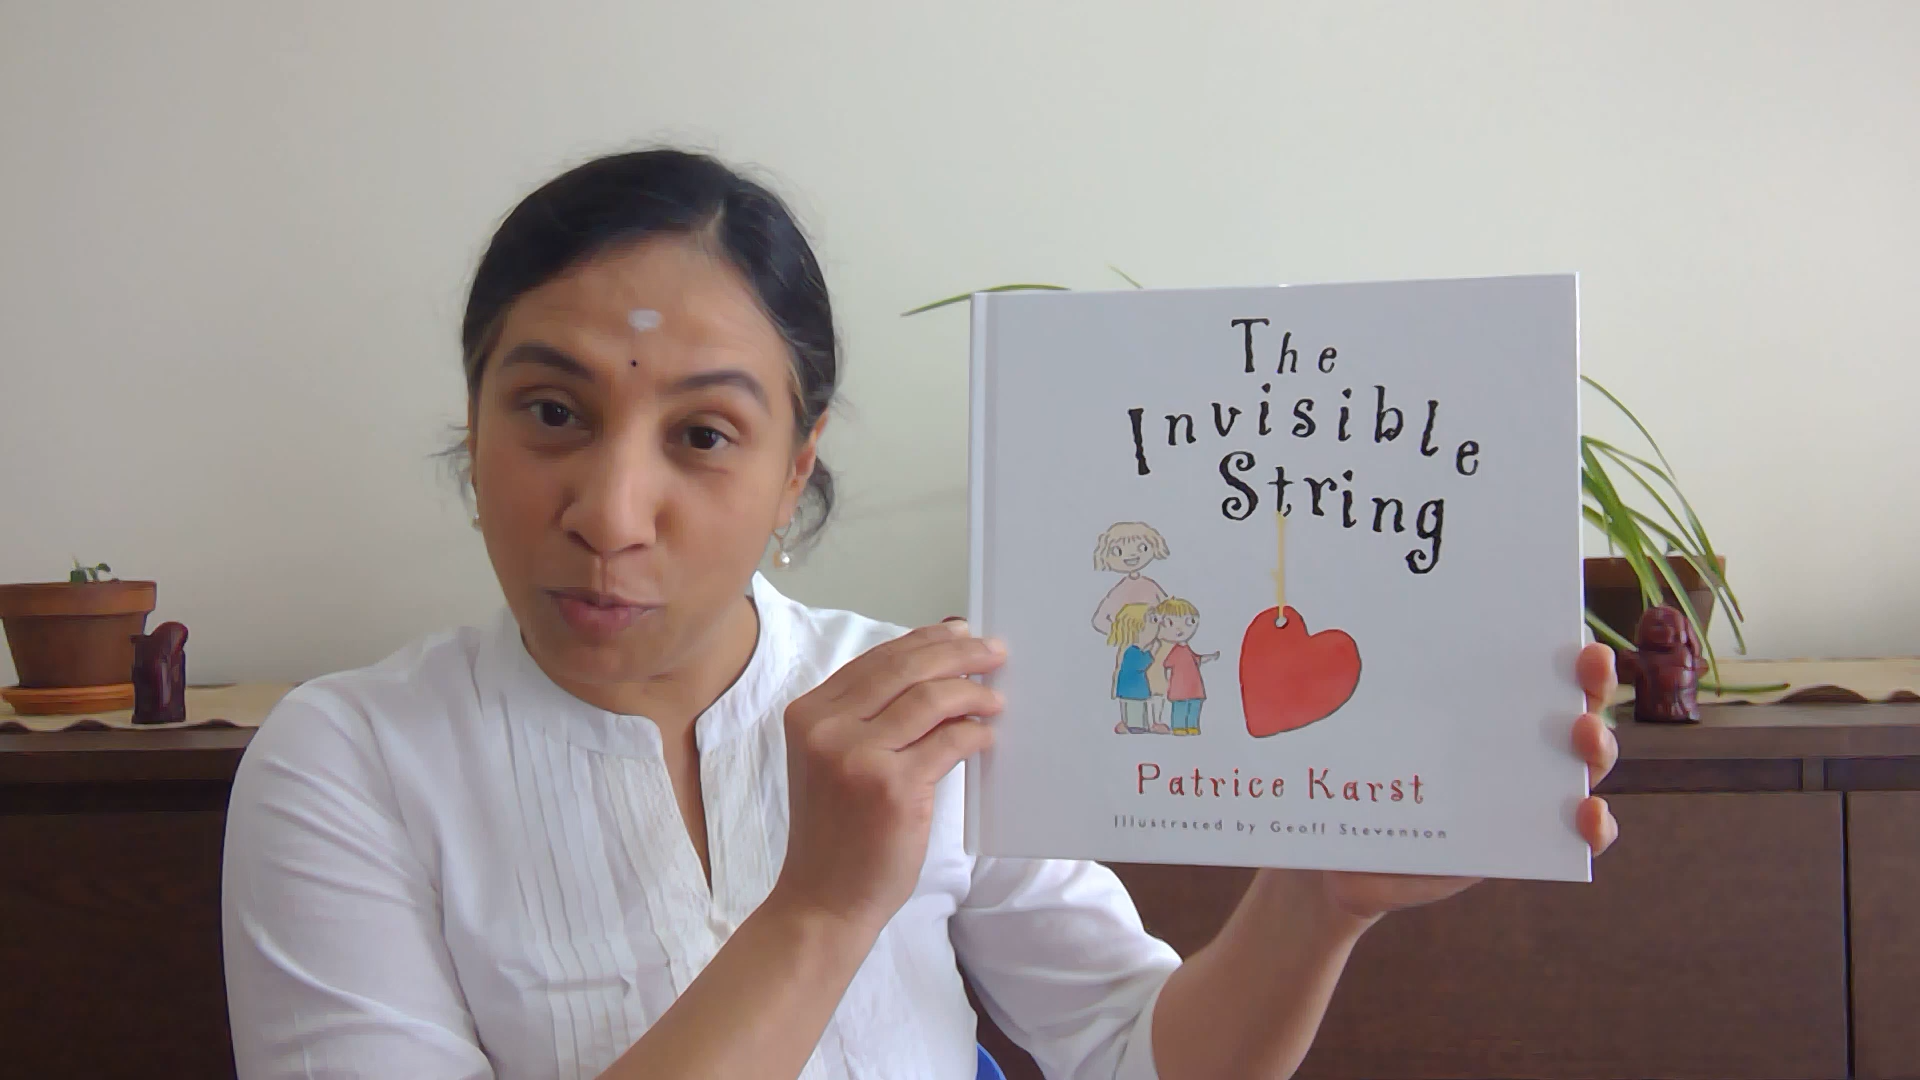 The
Invisible
String
Patrice Karst
Illustrated by Geoff Stevenson